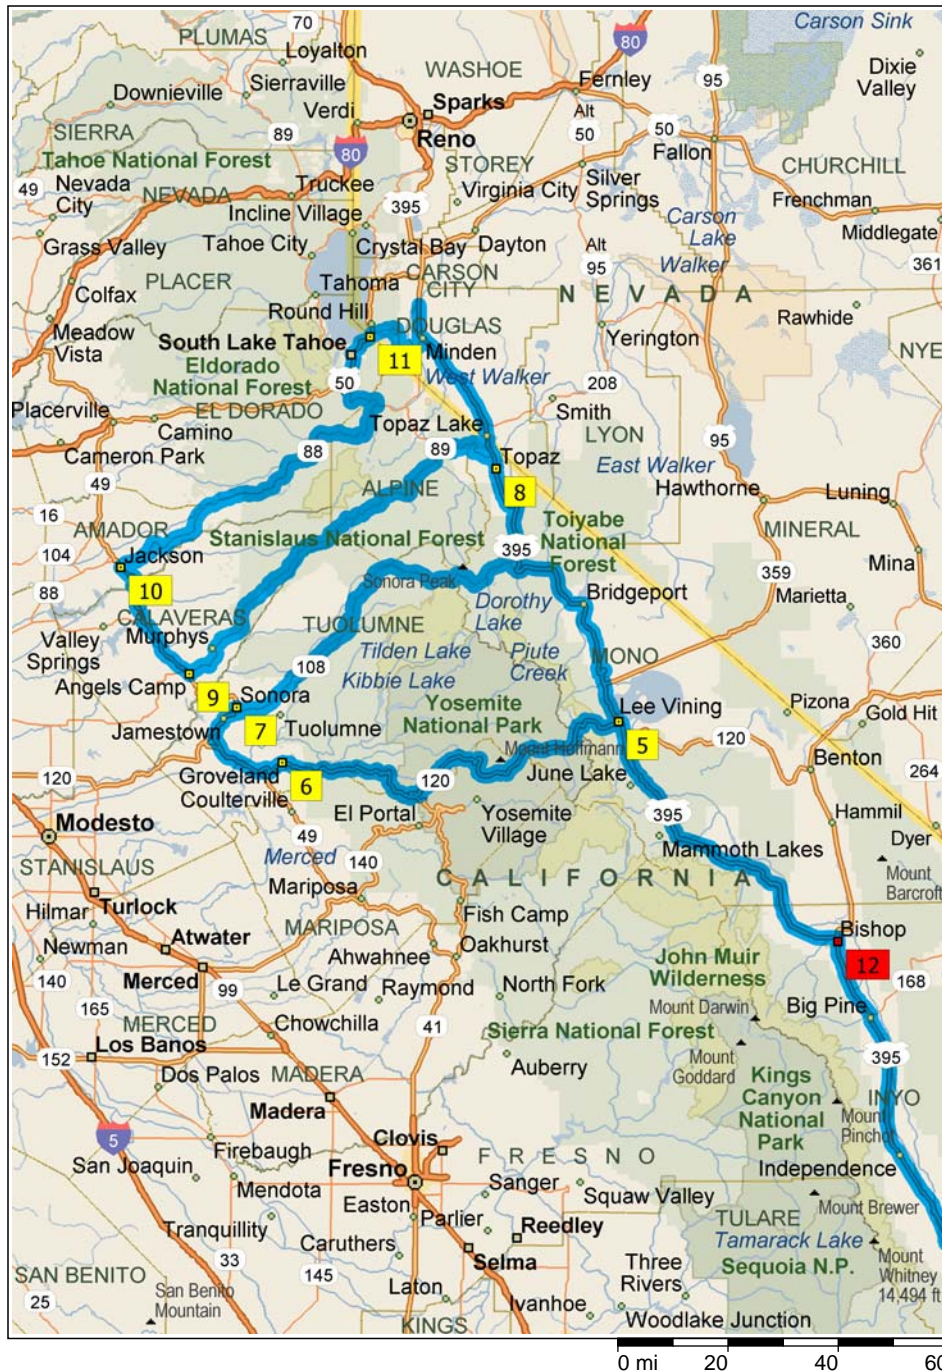 70
Carson Sink
PLUMAS
Loyalton
80
WASHOE
Dixie
Valley
Sierraville
Fernley
95
Downieville
Sparks
Alt
50
Verdi
Reno
50
SIERRA
89
Fallon
Tahoe National Forest
80
STOREY
CHURCHILL
49
Nevada
City
Truckee
Virginia City
Silver
Springs
Frenchman
NEVADA
395
Incline Village
Carson
Lake
Middlegate
Grass Valley
Tahoe City
Crystal Bay
Dayton
Alt
95
Walker
361
PLACER
Tahoma
CARSON
CITY
NEVADA
Colfax
Round Hill
DOUGLAS
Rawhide
Meadow
Vista
South Lake Tahoe
Minden
Yerington
NYE
Eldorado
National Forest
11
West Walker
50
208
Placerville
EL DORADO
Smith
Camino
Topaz Lake
LYON
95
Cameron Park
88
89
Topaz
East Walker
49
ALPINE
8
Hawthorne
Luning
16
AMADOR
Stanislaus National Forest
Toiyabe
National
Forest
MINERAL
104
Jackson
395
Mina
88
10
Sonora Peak
359
Marietta
CALAVERAS
Dorothy
Lake
Bridgeport
Valley
Springs
Murphys
TUOLUMNE
360
108
Tilden Lake
Piute
Creek
MONO
Angels Camp
Kibbie Lake
9
Sonora
Yosemite
National Park
Lee Vining
Pizona
Gold Hit
Jamestown
7
Tuolumne
5
120
Mount Hoffmann
Benton
120
Groveland
6
June Lake
264
Coulterville
120
El Portal
Yosemite
Village
395
Hammil
Modesto
49
Dyer
Merced
140
Mammoth Lakes
Mount
Barcroft
STANISLAUS
Mariposa
CALIFORNIA
Turlock
Hilmar
MARIPOSA
Fish Camp
Bishop
Newman
Atwater
Ahwahnee
Oakhurst
John Muir
Wilderness
12
140
Merced
99
Le Grand
Raymond
North Fork
168
165
Big Pine
MERCED
Chowchilla
41
Sierra National Forest
Mount Darwin
Los Banos
152
Auberry
Mount
Goddard
395
Dos Palos
MADERA
Kings
Canyon
National
Park
INYO
Madera
Mount
Pinchot
5
Clovis
Firebaugh
FRESNO
San Joaquin
Fresno
Independence
Mendota
Sanger
Squaw Valley
Mount Brewer
Easton
Tranquillity
Parlier
TULARE
Reedley
Tamarack Lake
33
Caruthers
Selma
Three
Rivers
Sequoia N.P.
Mount
Whitney
14,494 ft
SAN BENITO
145
Laton
San Benito
Mountain
25
Ivanhoe
Woodlake Junction
KINGS
0 mi 20 40 60